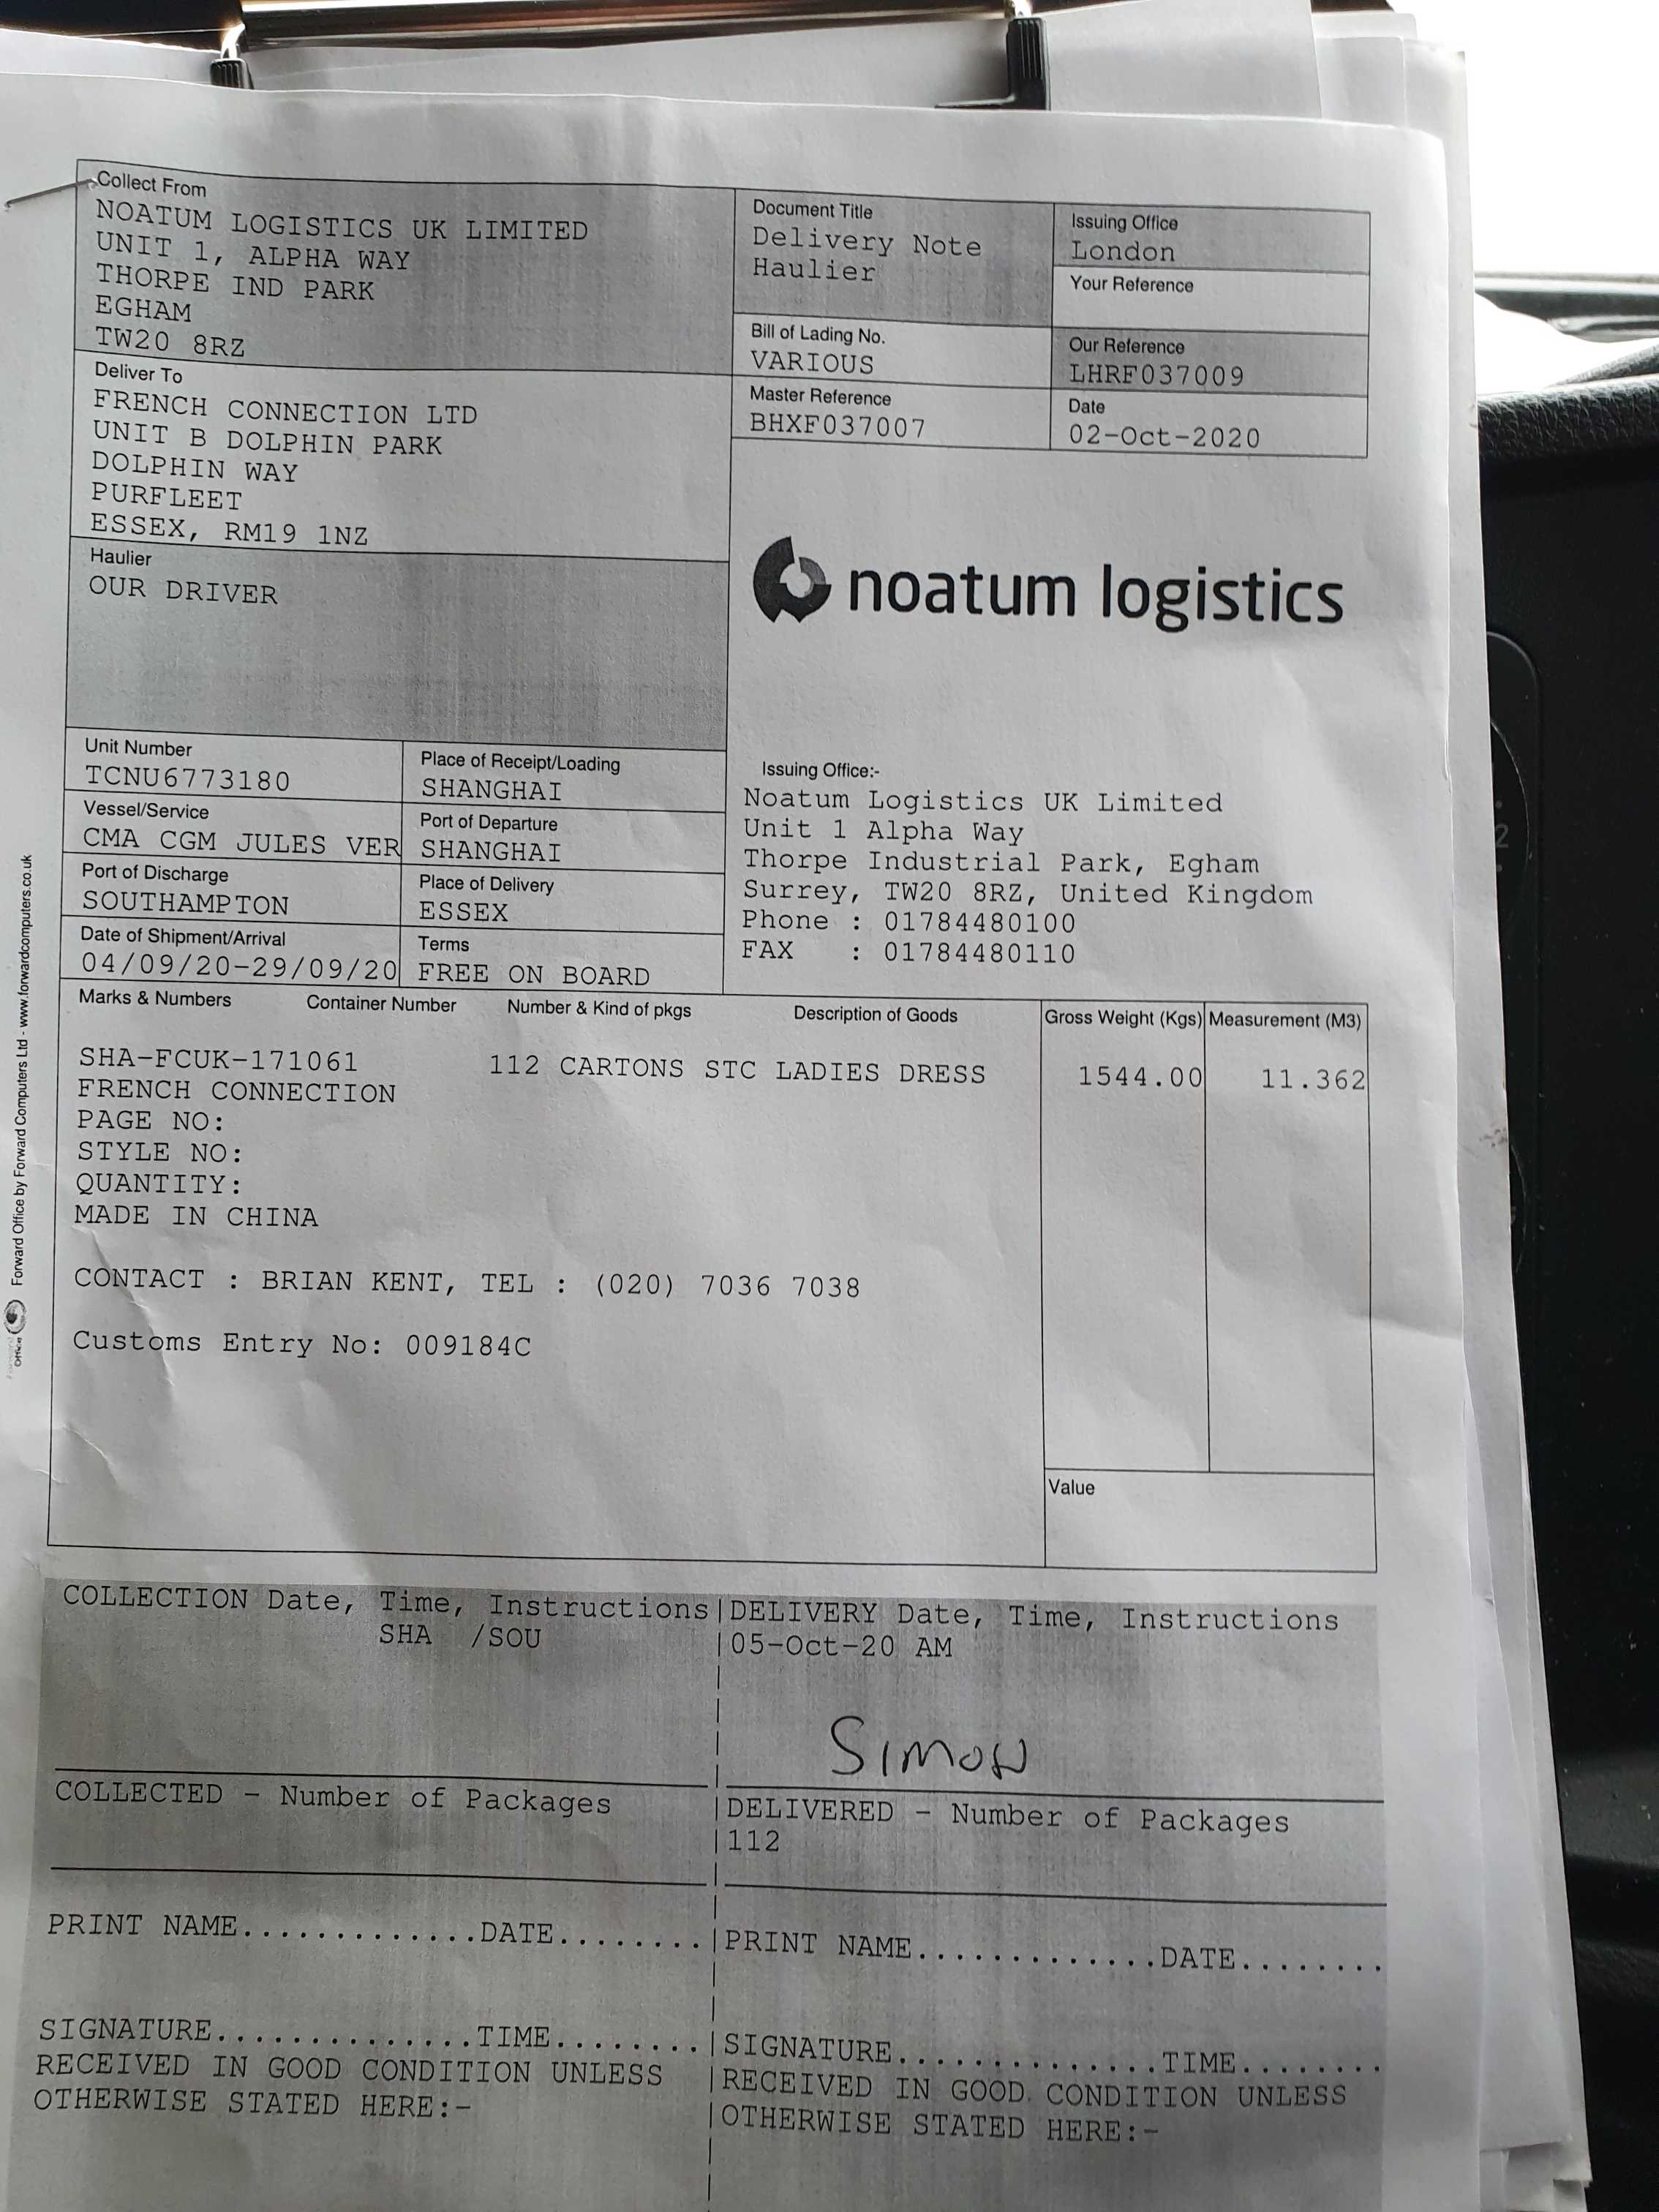 Collect From
NOATUM LOGISTICS UK LIMITED
UNIT 1, ALPHA WAY
THORPE IND PARK
EGHAM
TW20 8RZ
Document Title
Delivery Note
Haulier
Issuing Office
London
Your Reference
Bill of Lading No.
VARIOUS
Our Reference
LHRF037009
Master Reference
BHXF037007
Date
02-Oct-2020
Deliver To
FRENCH CONNECTION LTD
UNIT B DOLPHIN PARK
DOLPHIN WAY
PURFLEET
ESSEX, RM19 1NZ
Haulier
OUR DRIVER
noatum logistics
Unit Number
TCNU6773180
Place of Receipt/Loading
SHANGHAI
Vessel/Service
CMA CGM JULES VER
Port of Departure
SHANGHAI
Port of Discharge
SOUTHAMPTON
Place of Delivery
ESSEX
Date of Shipment/Arrival
04/09/20-29/09/20
Terms
FREE ON BOARD
Issuing Office:-
Noatum Logistics UK Limited
Unit 1 Alpha Way
Thorpe Industrial Park, Egham
Surrey, TW20 8RZ, United Kingdom
Phone : 01784480100
FAX : 01784480110
Marks & Numbers Container Number Number & Kind of pkgs Description of Goods Gross Weight (Kgs) Measurement (M3)
SHA-FCUK-171061 112 CARTONS STC LADIES DRESS 1544.00 11.362
FRENCH CONNECTION
PAGE NO:
STYLE NO:
QUANTITY:
MADE IN CHINA
CONTACT : BRIAN KENT, TEL : (020) 7036 7038
Customs Entry No: 009184C
Value
COLLECTION Date, Time, Instructions
SHA /SOU
DELIVERY Date, Time, Instructions
05-Oct-20 AM
SIMON
COLLECTED - Number of Packages
DELIVERED - Number of Packages
112
PRINT NAME.............DATE........
PRINT NAME.............DATE........
SIGNATURE..............TIME........
RECEIVED IN GOOD CONDITION UNLESS
OTHERWISE STATED HERE:-
SIGNATURE..............TIME........
RECEIVED IN GOOD CONDITION UNLESS
OTHERWISE STATED HERE:-
Forward Office by Forward Computers Ltd - www.forwardcomputers.co.uk